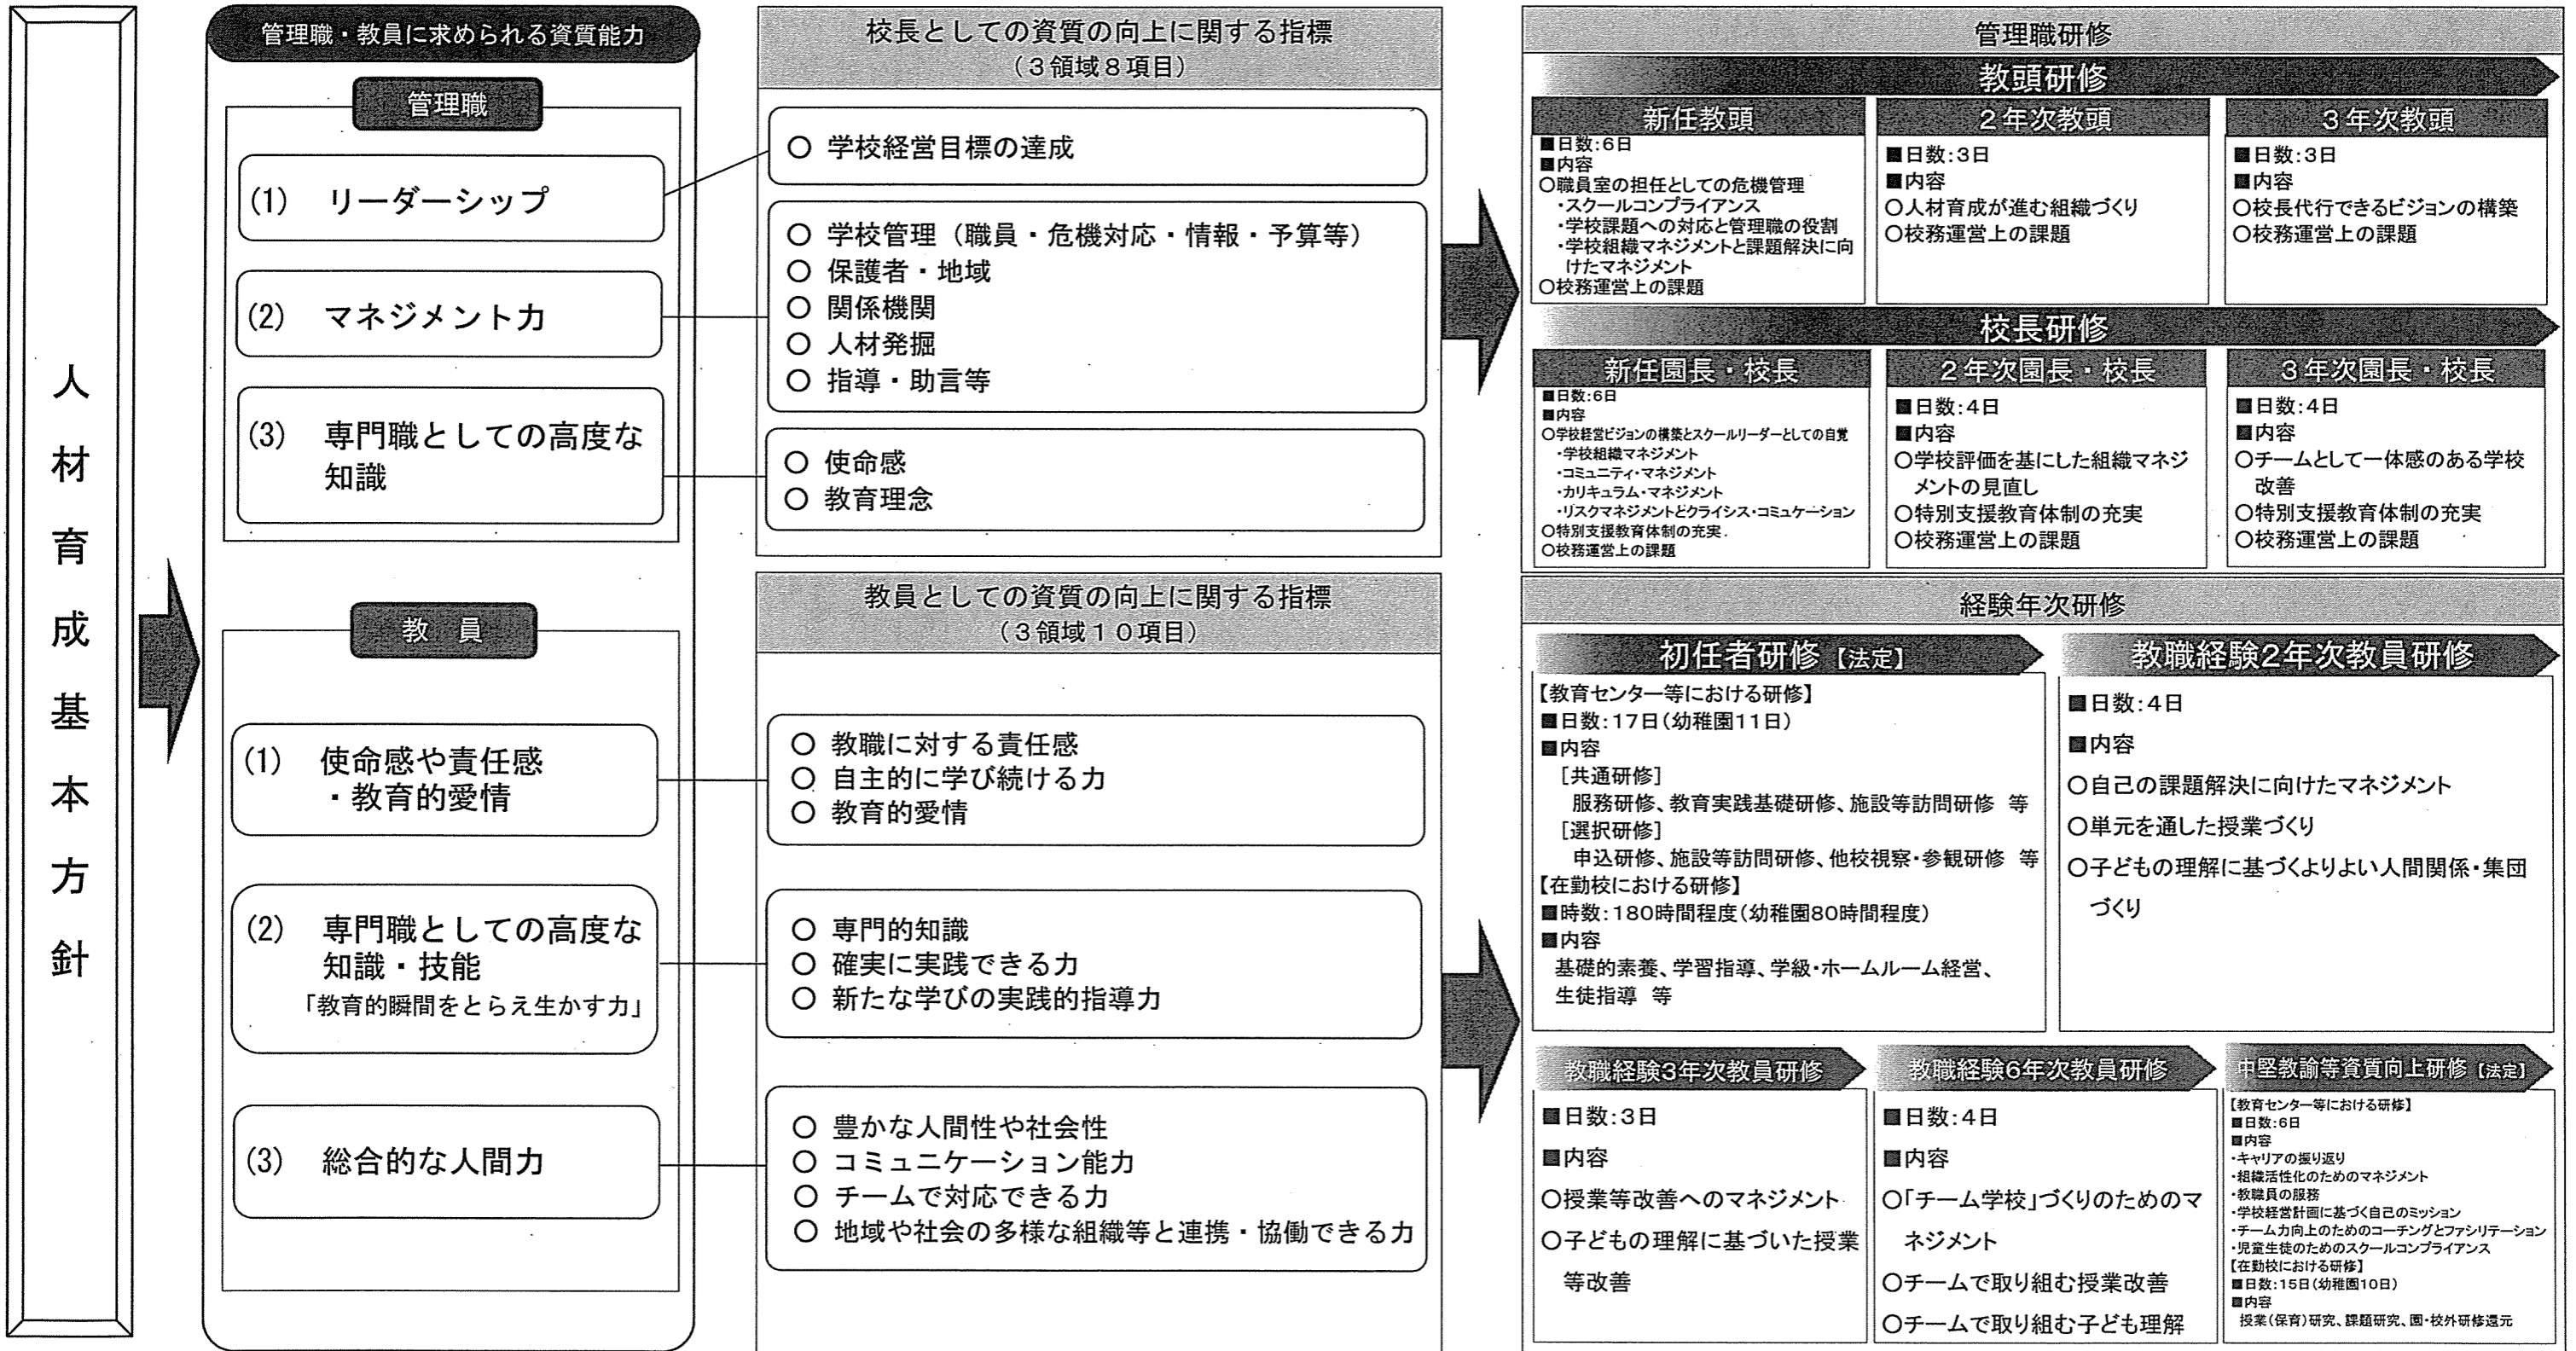 人材育成基本方針
管理職・教員に求められる資質能力
管理職
(1) リーダーシップ
(2) マネジメント力
(3) 専門職としての高度な
知識
教 員
(1) 使命感や責任感
・教育的愛情
(2) 専門職としての高度な
知識・技能
「教育的瞬間をとらえ生かす力」
(3) 総合的な人間力
校長としての資質の向上に関する指標
(3領域8項目)
○ 学校経営目標の達成
○ 学校管理（職員・危機対応・情報・予算等）
○ 保護者・地域
○ 関係機関
○ 人材発掘
○ 指導・助言等
○ 使命感
○ 教育理念
教員としての資質の向上に関する指標
(3領域10項目)
○ 教職に対する責任感
○ 自主的に学び続ける力
○ 教育的愛情
○ 専門的知識
○ 確実に実践できる力
○ 新たな学びの実践的指導力
○ 豊かな人間性や社会性
○ コミュニケーション能力
○ チームで対応できる力
○ 地域や社会の多様な組織等と連携・協働できる力
管理職研修
教頭研修
新任教頭
■日数:6日
■内容
○職員室の担任としての危機管理
・スクールコンプライアンス
・学校課題への対応と管理職の役割
・学校組織マネジメントと課題解決に向
けたマネジメント
○校務運営上の課題
2年次教頭
■日数:3日
■内容
○人材育成が進む組織づくり
○校務運営上の課題
3年次教頭
■日数:3日
■内容
○校長代行できるビジョンの構築
○校務運営上の課題
校長研修
新任園長・校長
■日数:6日
■内容
○学校経営ビジョンの構築とスクールリーダーとしての自覚
・学校組織マネジメント
・コミュニティ・マネジメント
・カリキュラム・マネジメント
・リスクマネジメントとクライシス・コミュケーション
○特別支援教育体制の充実
○校務運営上の課題
2年次園長・校長
■日数:4日
■内容
○学校評価を基にした組織マネジ
メントの見直し
○特別支援教育体制の充実
○校務運営上の課題
3年次園長・校長
■日数:4日
■内容
○チームとして一体感のある学校
改善
○特別支援教育体制の充実
○校務運営上の課題
経験年次研修
初任者研修【法定】
【教育センター等における研修】
■日数:17日(幼稚園11日)
■内容
［共通研修］
服務研修、教育実践基礎研修、施設等訪問研修 等
［選択研修］
申込研修、施設等訪問研修、他校視察・参観研修 等
【在勤校における研修】
■時数:180時間程度(幼稚園80時間程度)
■内容
基礎的素養、学習指導、学級・ホームルーム経営、
生徒指導 等
教職経験2年次教員研修
■日数:4日
■内容
○自己の課題解決に向けたマネジメント
○単元を通した授業づくり
○子どもの理解に基づくよりよい人間関係・集団
づくり
教職経験3年次教員研修
■日数:3日
■内容
○授業等改善へのマネジメント
○子どもの理解に基づいた授業
等改善
教職経験6年次教員研修
■日数:4日
■内容
○「チーム学校」づくりのためのマ
ネジメント
○チームで取り組む授業改善
○チームで取り組む子ども理解
中堅教諭等資質向上研修【法定】
【教育センター等における研修】
■日数:6日
■内容
・キャリアの振り返り
・組織活性化のためのマネジメント
・教職員の服務
・学校経営計画に基づく自己のミッション
・チーム力向上のためのコーチングとファシリテーション
・児童生徒のためのスクールコンプライアンス
【在勤校における研修】
■日数:15日(幼稚園10日)
■内容
授業(保育)研究、課題研究、園・校外研修還元